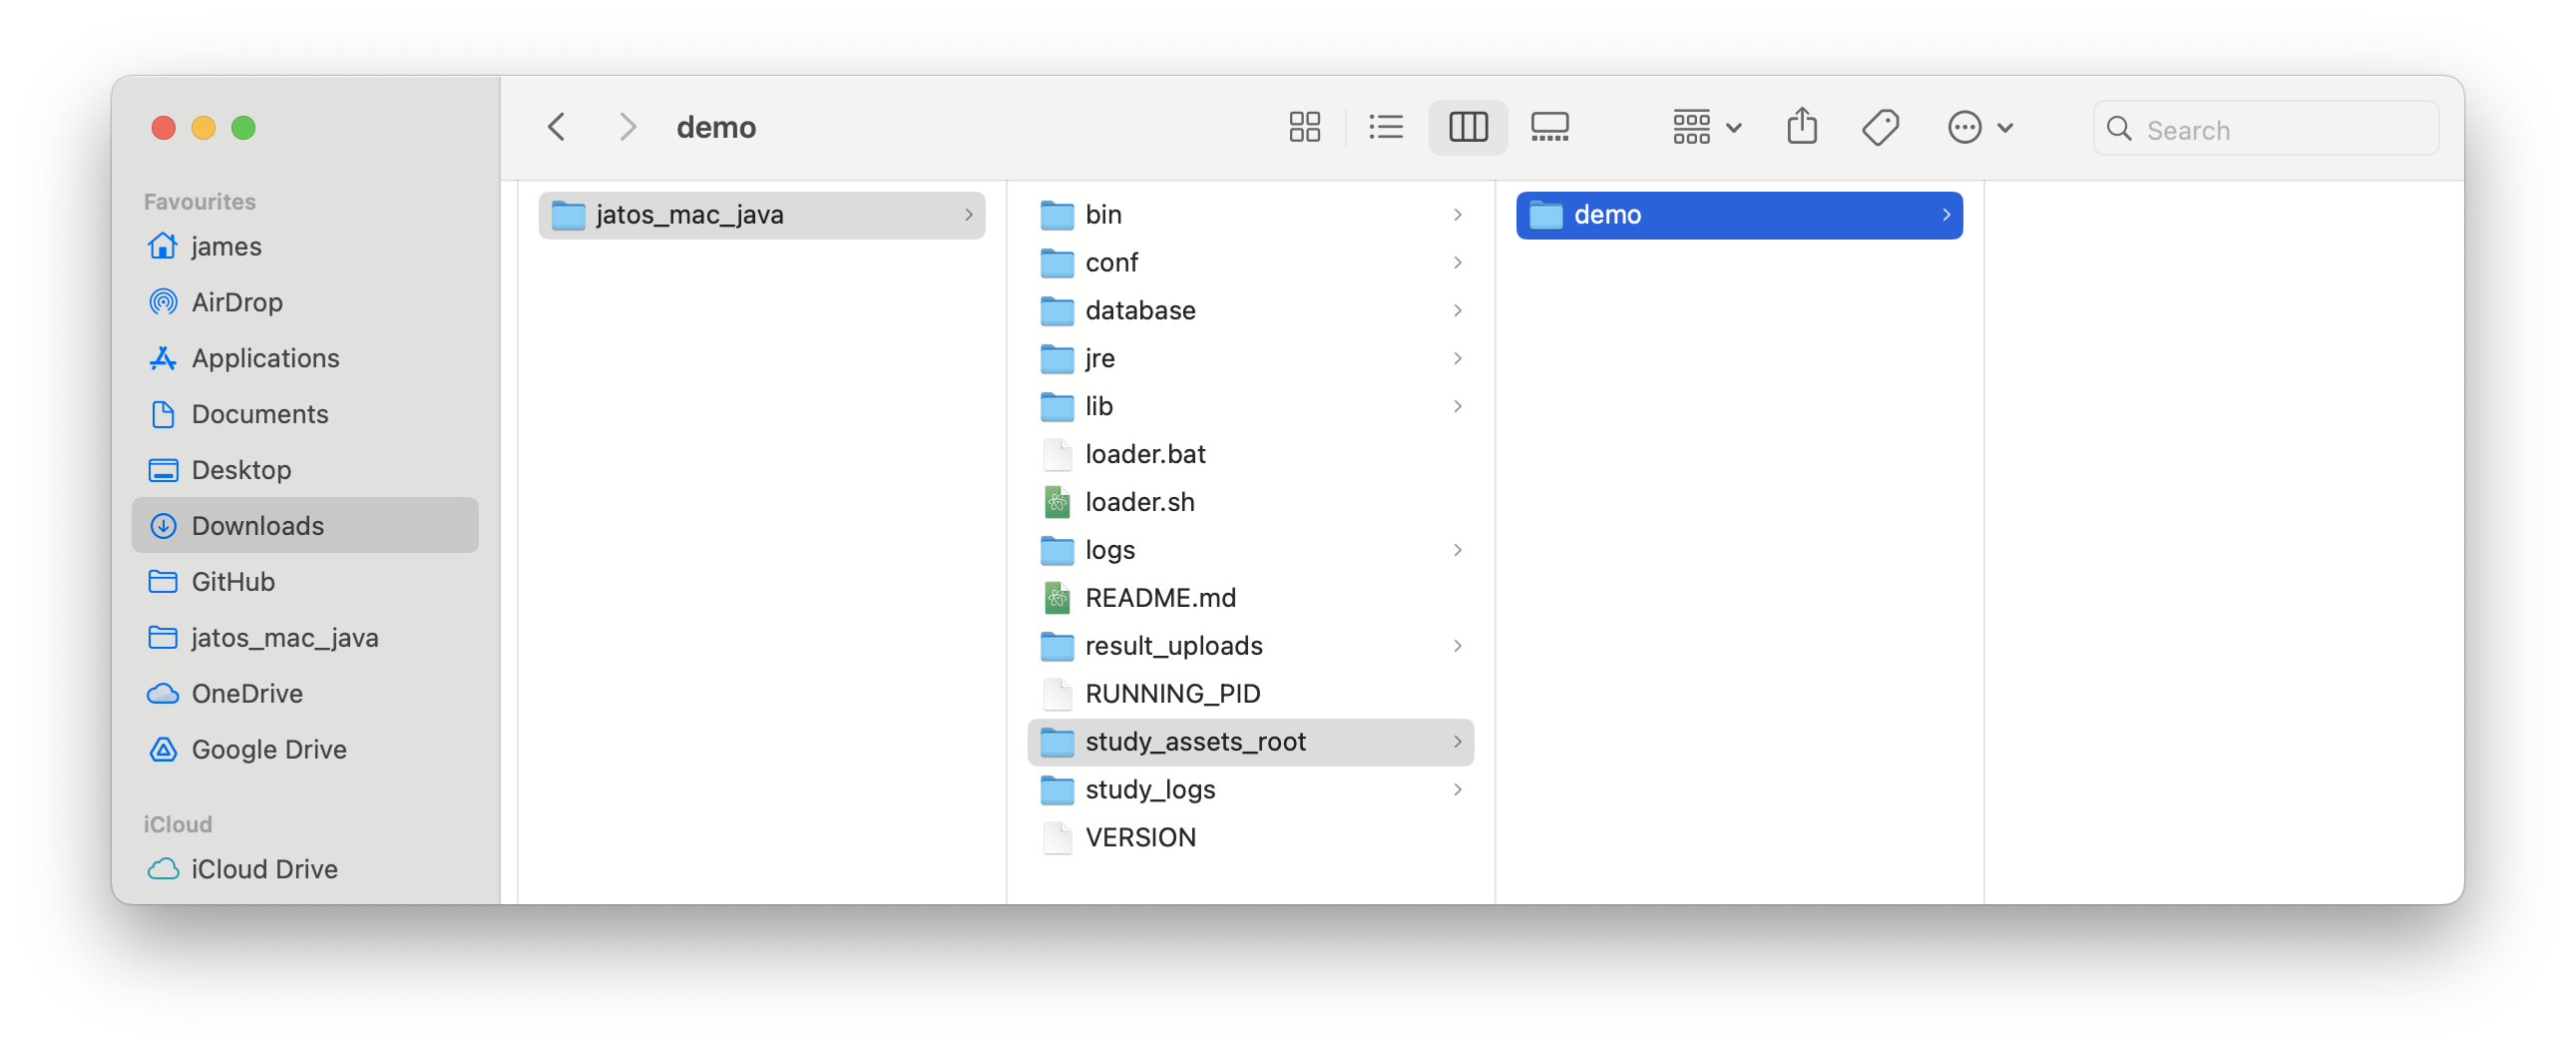 demo
Search
Favourites
james
AirDrop
Applications
Documents
Desktop
Downloads
GitHub
jatos_mac_java
OneDrive
Google Drive
iCloud
iCloud Drive
jatos_mac_java
bin
conf
database
jre
lib
loader.bat
loader.sh
logs
README.md
result_uploads
RUNNING_PID
study_assets_root
study_logs
VERSION
demo